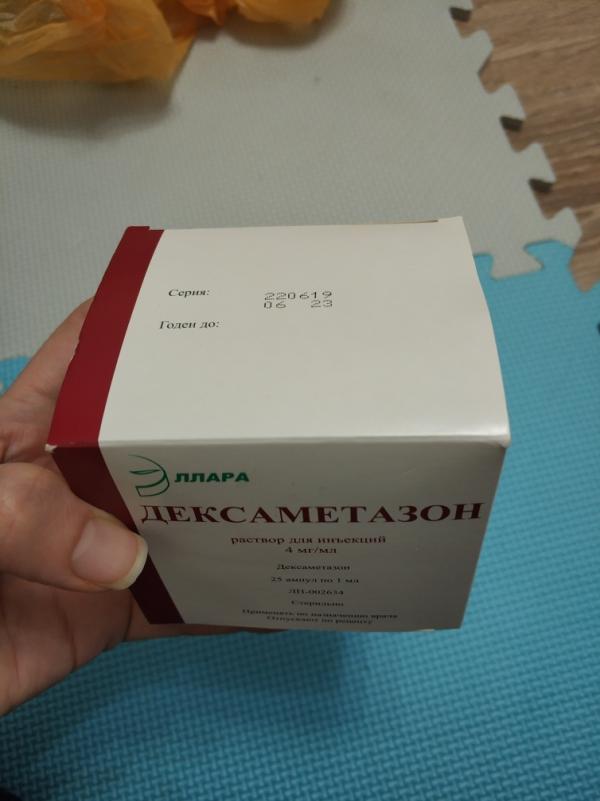 Серия: 220619
06 23
Годен до:
ЭЛЛАРА
ДЕКСАМЕТАЗОН
раствор для инъекций
4 мг/мл
Дексаметазон
25 ампул по 1 мл
ЛП-002634
Стерильно
Применять по назначению врача
Отпускают по рецепту